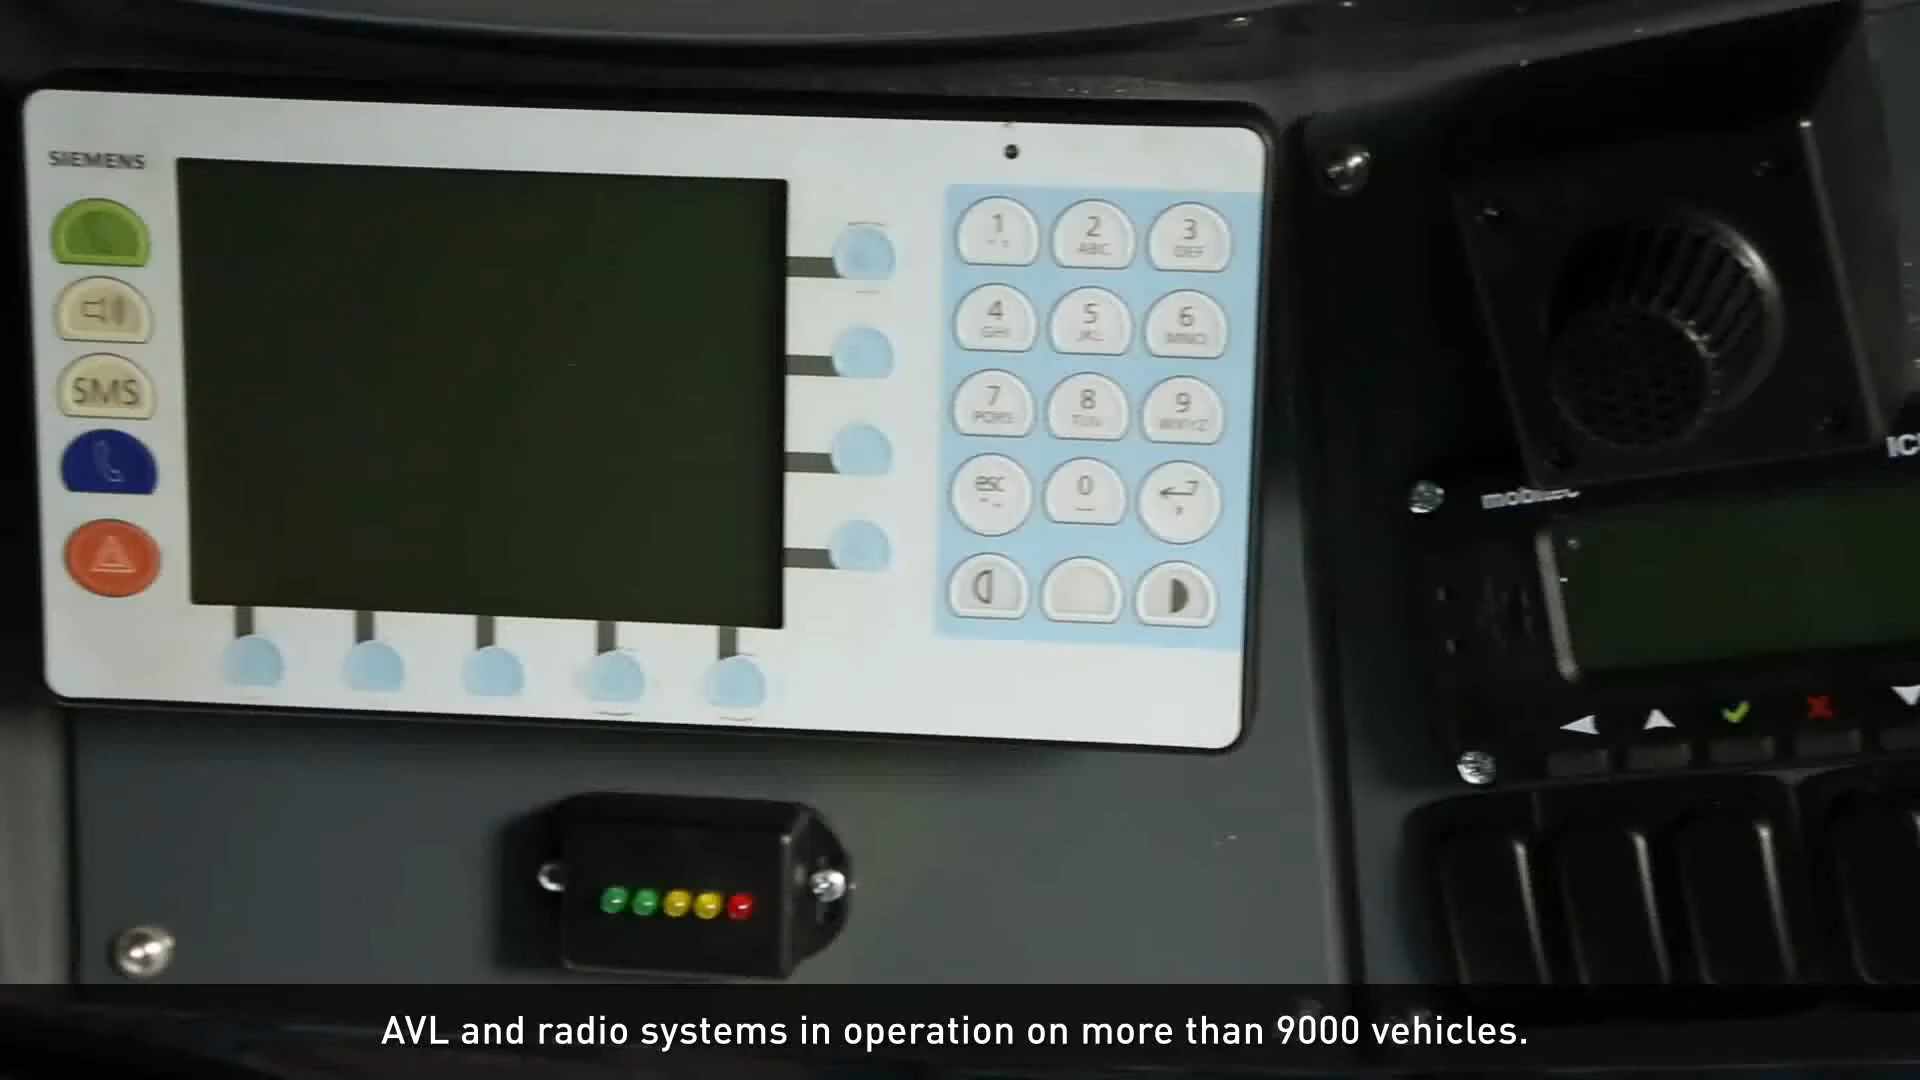 SIEMENS
SMS
1
2 ABC
3 DEF
4 GHI
5 JKL
6 MNO
7 PQRS
8 TUV
9 WXYZ
esc
0
mobitec
AVL and radio systems in operation on more than 9000 vehicles.